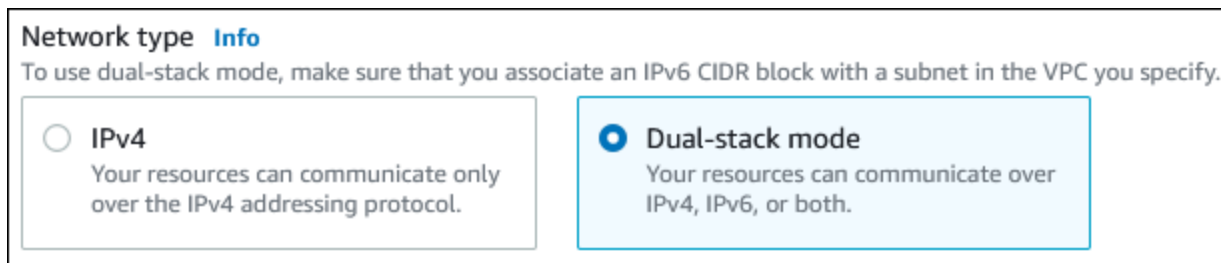 Network type Info
To use dual-stack mode, make sure that you associate an IPv6 CIDR block with a subnet in the VPC you specify.
IPv4
Your resources can communicate only
over the IPv4 addressing protocol.
Dual-stack mode
Your resources can communicate over
IPv4, IPv6, or both.